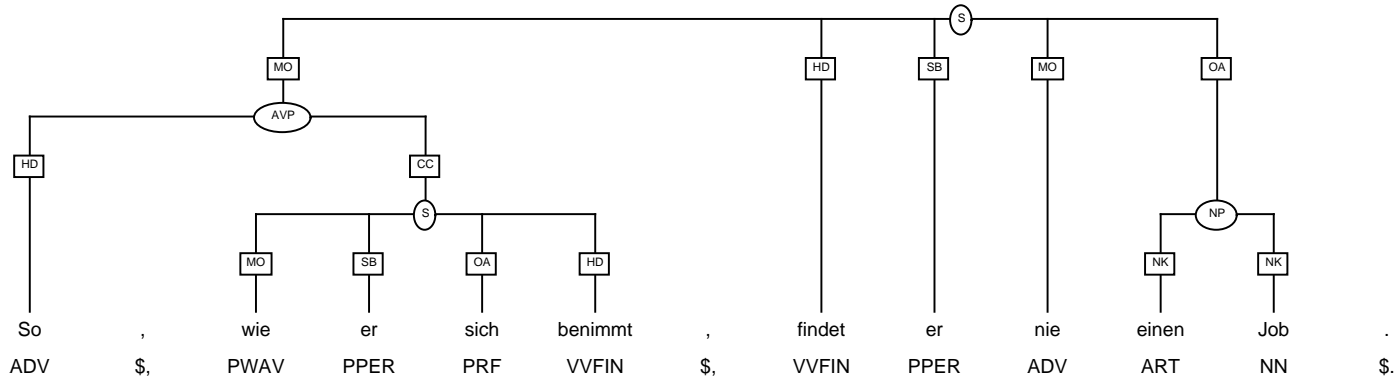 S
MO HD SB MO OA
AVP
HD CC
S NP
MO SB OA HD NK NK
So , wie er sich benimmt , findet er nie einen Job .
ADV $, PWAV PPER PRF VVFIN $, VVFIN PPER ADV ART NN $.